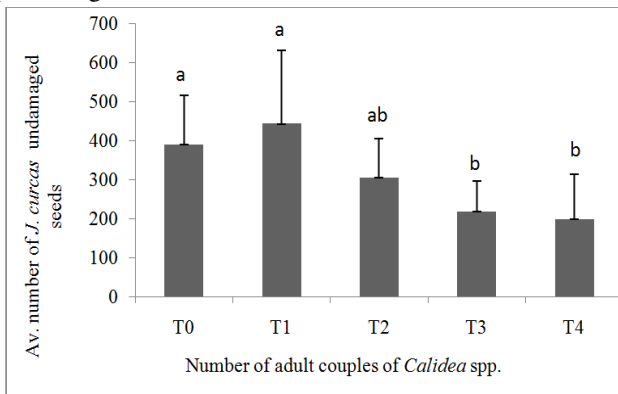 700
600
500
400
300
200
100
0
a
a
ab
b
b
T0 T1 T2 T3 T4
Av. number of J. curcas undamaged
seeds
Number of adult couples of Calidea spp.